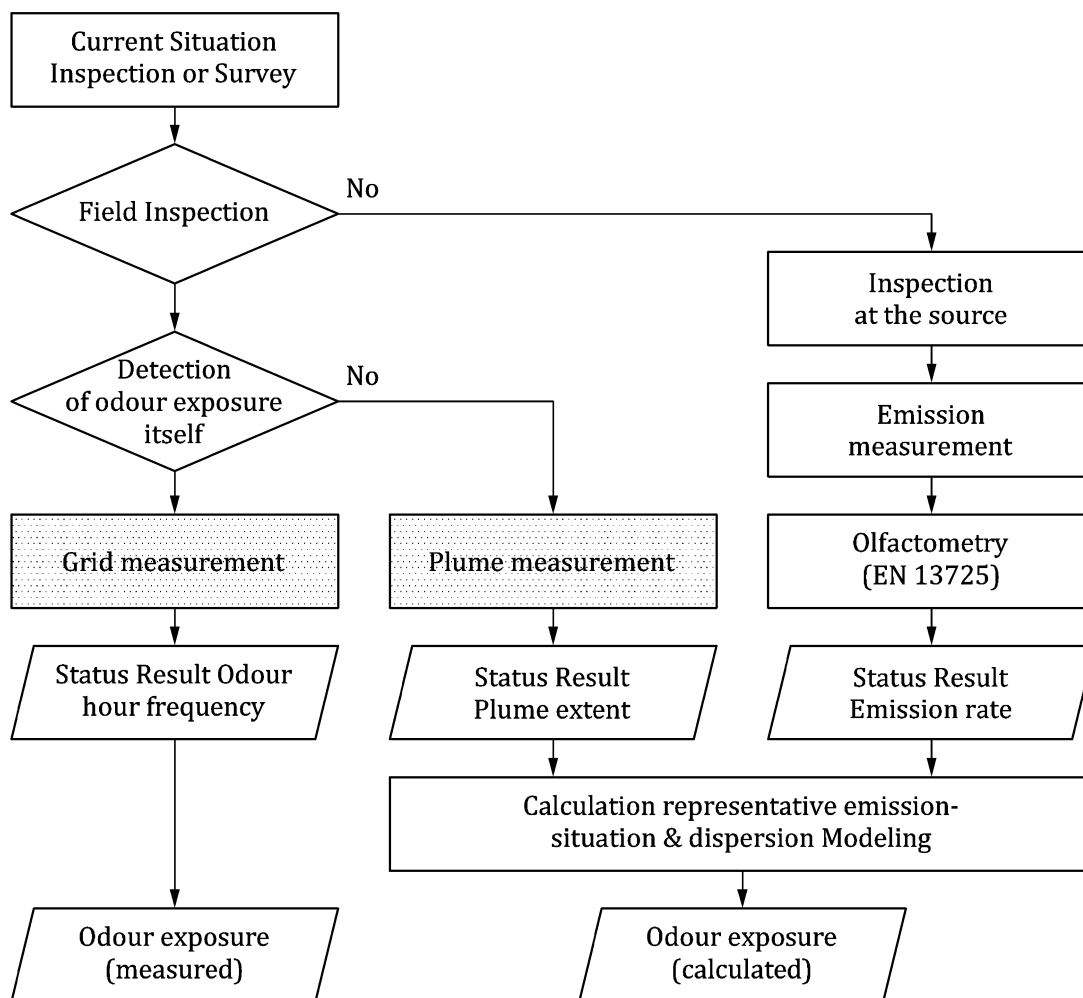 Current Situation
Inspection or Survey
No
Field Inspection
Inspection
at the source
Detection
of odour exposure
itself
No
Emission
measurement
Grid measurement
Plume measurement
Olfactometry
(EN 13725)
Status Result Odour
hour frequency
Status Result
Plume extent
Status Result
Emission rate
Calculation representative emission-
situation & dispersion Modeling
Odour exposure
(measured)
Odour exposure
(calculated)